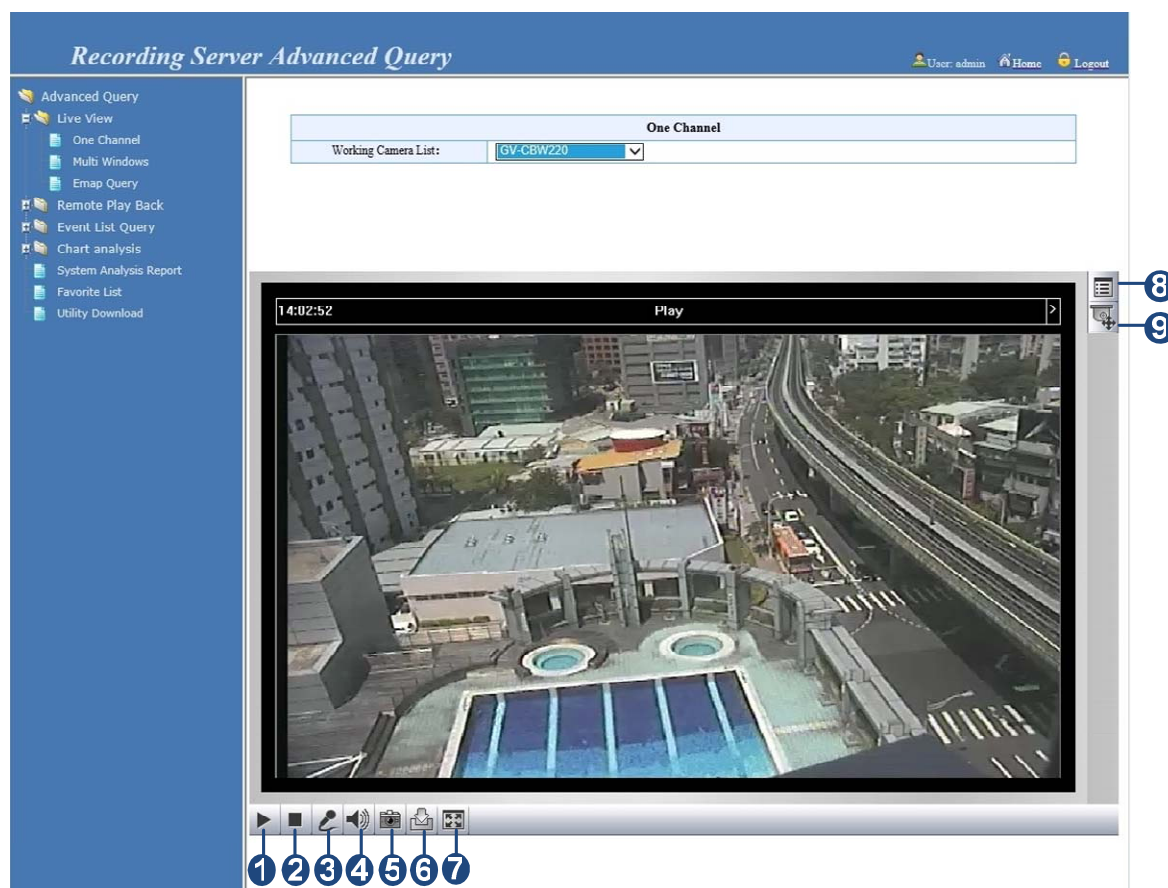 Recording Server Advanced Query
User: admin
Home
Logout
Advanced Query
Live View
One Channel
Multi Windows
Emap Query
Remote Play Back
Event List Query
Chart analysis
System Analysis Report
Favorite List
Utility Download
One Channel
Working Camera List:
GV-CBW220
14:02:52
Play
>
8
9
1 2 3 4 5 6 7